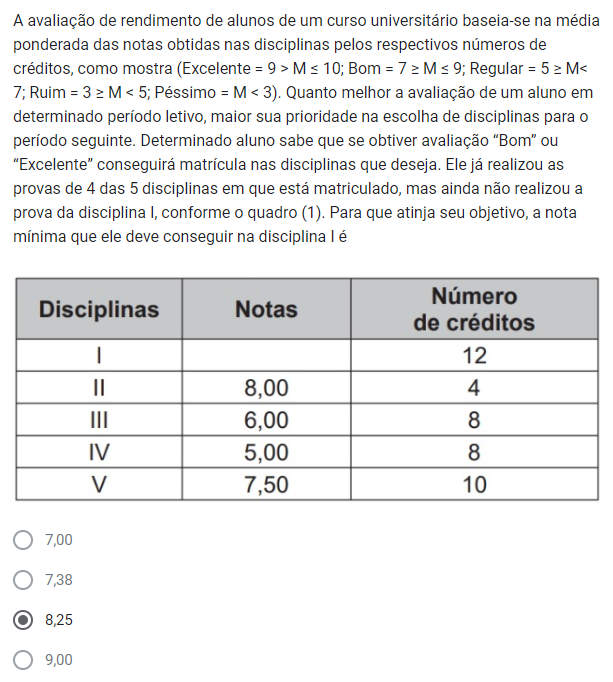 A avaliação de rendimento de alunos de um curso universitário baseia-se na média
ponderada das notas obtidas nas disciplinas pelos respectivos números de
créditos, como mostra (Excelente = 9 > M ≤ 10; Bom = 7 ≥ M ≤ 9; Regular = 5 ≥ M<
7; Ruim = 3 ≥ M < 5; Péssimo = M < 3). Quanto melhor a avaliação de um aluno em
determinado período letivo, maior sua prioridade na escolha de disciplinas para o
período seguinte. Determinado aluno sabe que se obtiver avaliação “Bom” ou
“Excelente” conseguirá matrícula nas disciplinas que deseja. Ele já realizou as
provas de 4 das 5 disciplinas em que está matriculado, mas ainda não realizou a
prova da disciplina I, conforme o quadro (1). Para que atinja seu objetivo, a nota
mínima que ele deve conseguir na disciplina I é
Disciplinas Notas Número de créditos
I 12
II 8,00 4
III 6,00 8
IV 5,00 8
V 7,50 10
7,00
7,38
8,25
9,00